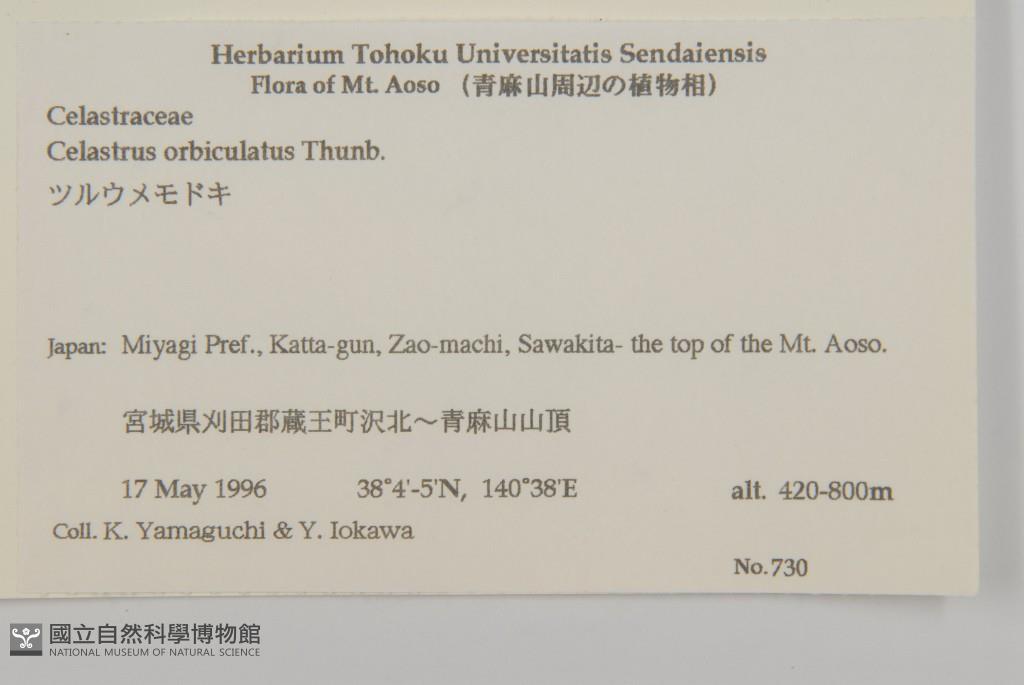 Herbarium Tohoku Universitatis Sendaiensis
Flora of Mt. Aoso (青麻山周辺の植物相)
Celastraceae
Celastrus orbiculatus Thunb.
ツルウメモドキ
Japan: Miyagi Pref., Katta-gun, Zao-machi, Sawakita- the top of the Mt. Aoso.
宮城県刈田郡蔵王町沢北～青麻山山頂
17 May 1996 38°4'-5'N, 140°38'E alt. 420-800m
Coll. K. Yamaguchi & Y. Iokawa
No.730
國立自然科學博物館
NATIONAL MUSEUM OF NATURAL SCIENCE